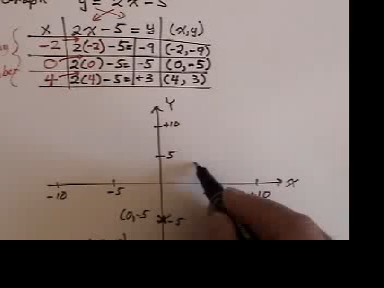 Graph y = 2x-5
x 2x-5=y (x,y)
-2 2(-2)-5= -9 (-2,-9)
0 2(0)-5= -5 (0,-5)
4 2(4)-5= +3 (4, 3)
Y
+10
5
-10 -5 +10 x
(0,-5 -5